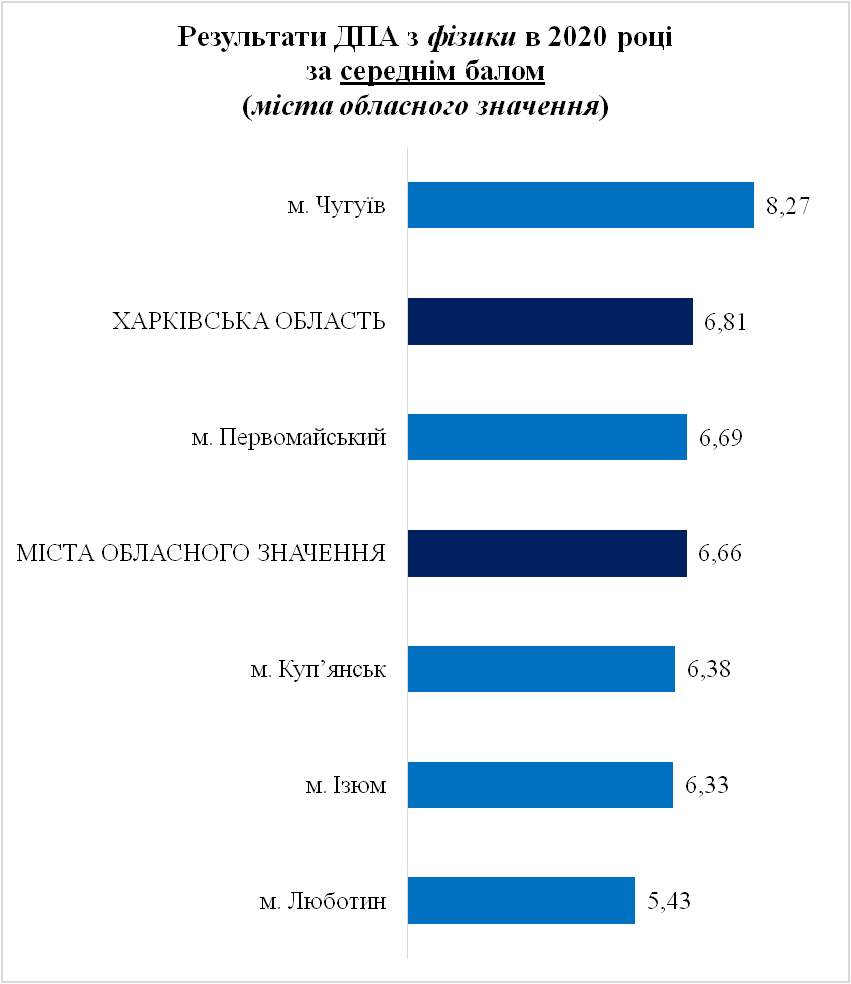 Результати ДПА з фізики в 2020 році
за середнім балом
(міста обласного значення)
м. Чугуїв 8,27
ХАРКІВСЬКА ОБЛАСТЬ 6,81
м. Первомайський 6,69
МІСТА ОБЛАСНОГО ЗНАЧЕННЯ 6,66
м. Куп’янськ 6,38
м. Ізюм 6,33
м. Люботин 5,43